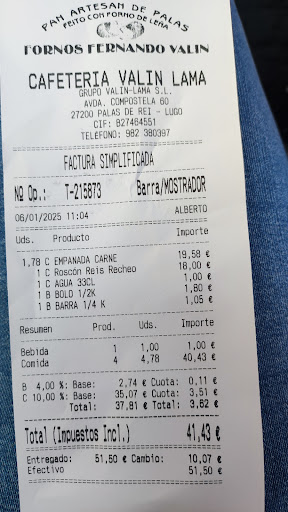 PAN ARTESAN DE PALAS
FEITO CON FORNO DE LEÑA
FORNOS FERNANDO VALIN
CAFETERIA VALIN LAMA
GRUPO VALIN-LAMA S.L.
AVDA. COMPOSTELA 60
27200 PALAS DE REI - LUGO
CIF: B27464551
TELEFONO: 982 380397
FACTURA SIMPLIFICADA
Nº Op.: T-215873 Barra/MOSTRADOR
06/01/2025 11:04 ALBERTO
Uds. Producto Importe
1,78 C EMPANADA CARNE 19,58 €
1 C Roscón Reis Recheo 18,00 €
1 C AGUA 33CL 1,00 €
1 B BOLO 1/2K 1,80 €
1 B BARRA 1/4 K 1,05 €
Resumen Prod. Uds. Importe
Bebida 1 1,00 1,00 €
Comida 4 4,78 40,43 €
B 4,00 %: Base: 2,74 € Cuota: 0,11 €
C 10,00 %: Base: 35,07 € Cuota: 3,51 €
Total: 37,81 € Total: 3,62 €
Total (Impuestos Incl.) 41,43 €
Entregado: 51,50 € Cambio: 10,07 €
Efectivo 51,50 €